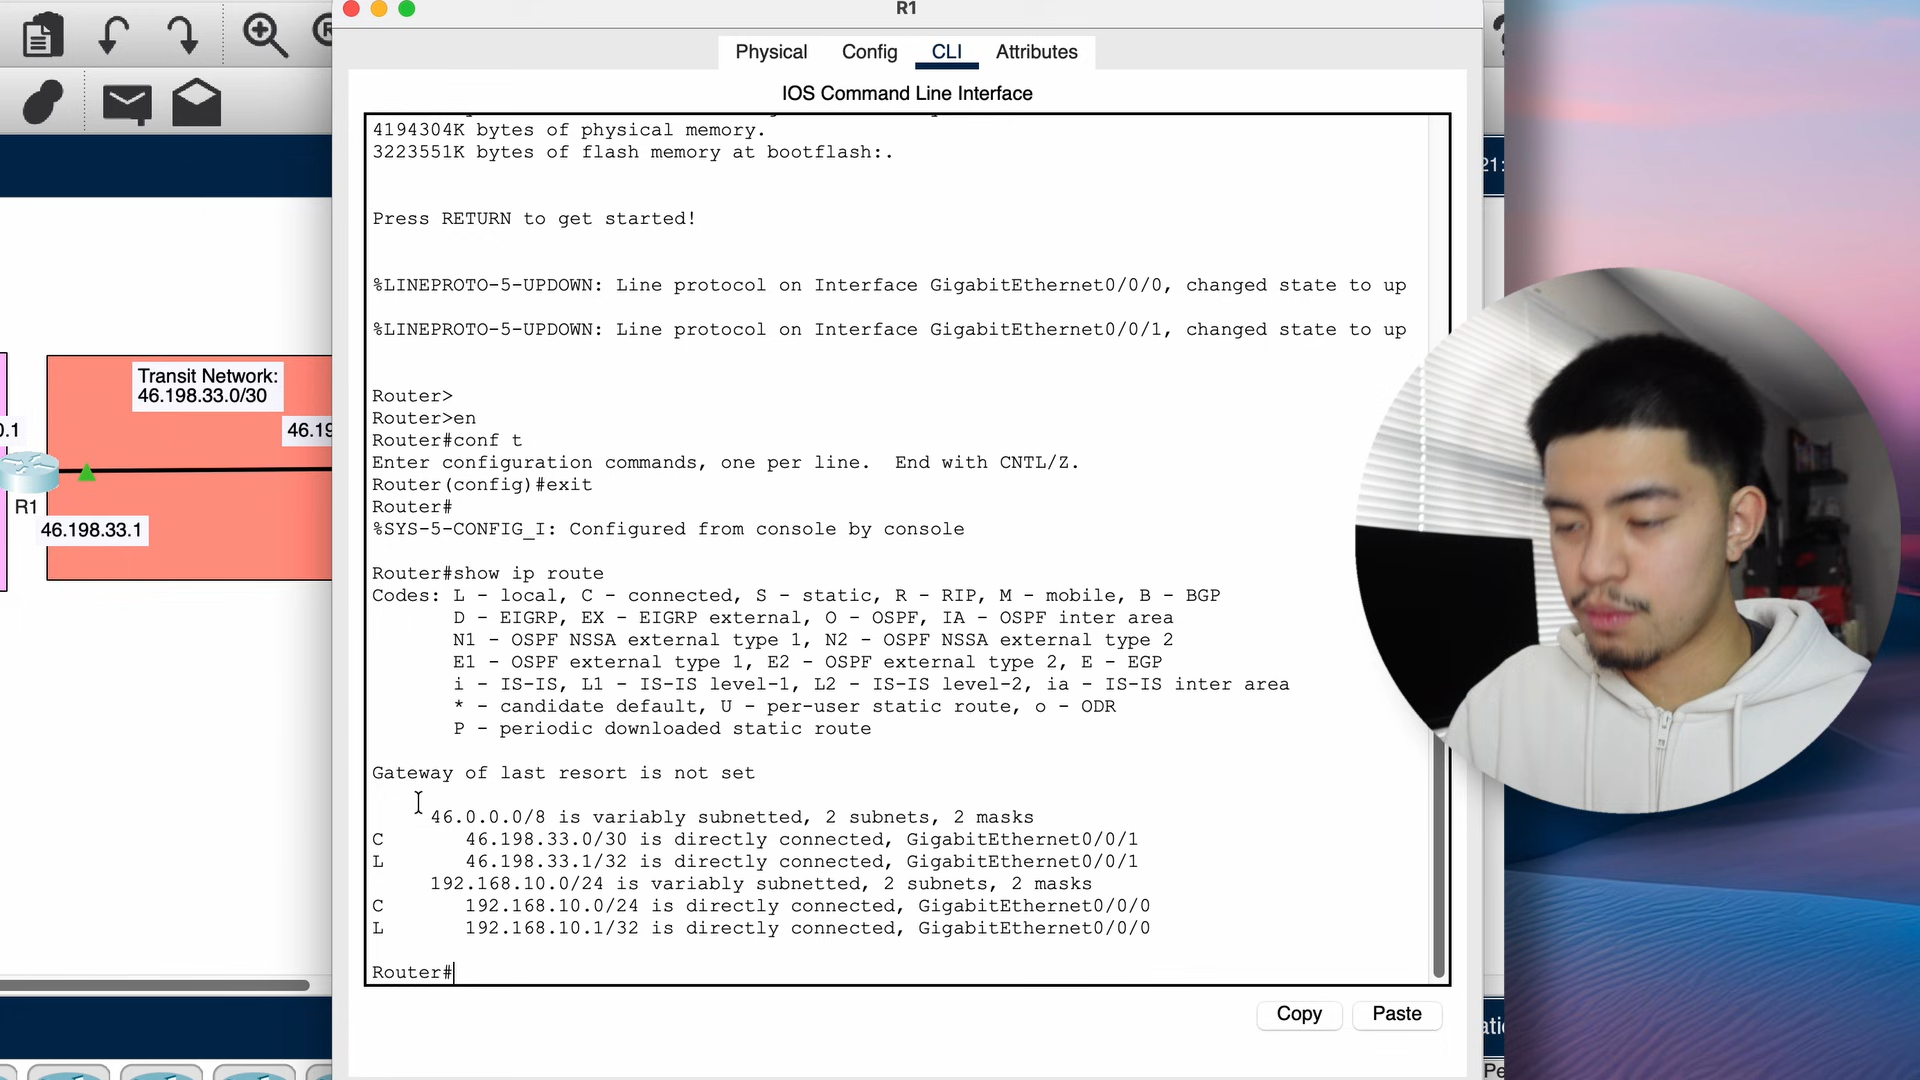 R1
Physical Config CLI Attributes
IOS Command Line Interface
4194304K bytes of physical memory.
3223551K bytes of flash memory at bootflash:.
Press RETURN to get started!
%LINEPROTO-5-UPDOWN: Line protocol on Interface GigabitEthernet0/0/0, changed state to up
%LINEPROTO-5-UPDOWN: Line protocol on Interface GigabitEthernet0/0/1, changed state to up
Router>
Router>en
Router#conf t
Enter configuration commands, one per line. End with CNTL/Z.
Router(config)#exit
Router#
%SYS-5-CONFIG_I: Configured from console by console
Router#show ip route
Codes: L - local, C - connected, S - static, R - RIP, M - mobile, B - BGP
D - EIGRP, EX - EIGRP external, O - OSPF, IA - OSPF inter area
N1 - OSPF NSSA external type 1, N2 - OSPF NSSA external type 2
E1 - OSPF external type 1, E2 - OSPF external type 2, E - EGP
i - IS-IS, L1 - IS-IS level-1, L2 - IS-IS level-2, ia - IS-IS inter area
* - candidate default, U - per-user static route, o - ODR
P - periodic downloaded static route
Gateway of last resort is not set
46.0.0.0/8 is variably subnetted, 2 subnets, 2 masks
C 46.198.33.0/30 is directly connected, GigabitEthernet0/0/1
L 46.198.33.1/32 is directly connected, GigabitEthernet0/0/1
192.168.10.0/24 is variably subnetted, 2 subnets, 2 masks
C 192.168.10.0/24 is directly connected, GigabitEthernet0/0/0
L 192.168.10.1/32 is directly connected, GigabitEthernet0/0/0
Router#
Copy Paste
Transit Network:
46.198.33.0/30
0.1
46.19
R1
46.198.33.1
21: